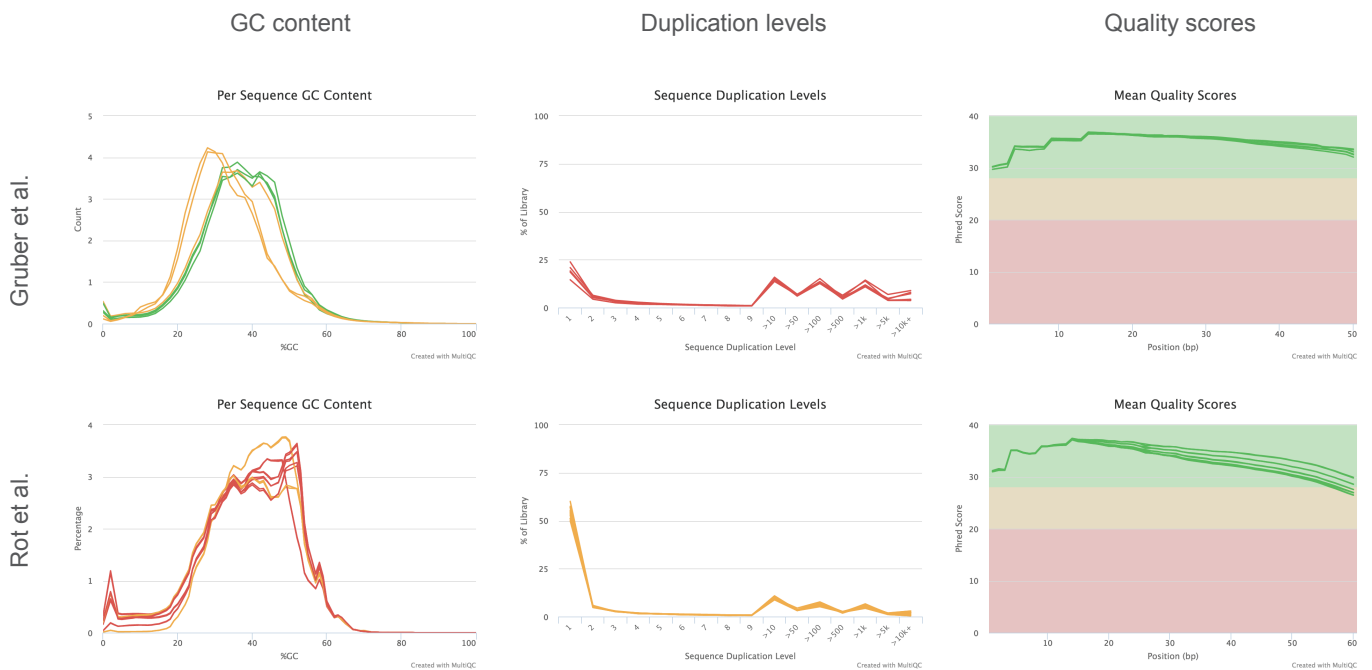 GC content
Duplication levels
Quality scores
Gruber et al.
Per Sequence GC Content
5
4
3
2
1
0
Count
0
20
40
60
80
100
%GC
Created with MultiQC
Sequence Duplication Levels
100
75
50
25
0
% of Library
1
2
3
4
5
6
7
8
9
>10
>50
>100
>500
>1k
>5k
>10k+
Sequence Duplication Level
Created with MultiQC
Mean Quality Scores
40
30
20
10
0
Phred Score
10
20
30
40
50
Position (bp)
Created with MultiQC
Rot et al.
Per Sequence GC Content
4
3
2
1
0
Percentage
0
20
40
60
80
100
%GC
Created with MultiQC
Sequence Duplication Levels
100
75
50
25
0
% of Library
1
2
3
4
5
6
7
8
9
>10
>50
>100
>500
>1k
>5k
>10k+
Sequence Duplication Level
Created with MultiQC
Mean Quality Scores
40
30
20
10
0
Phred Score
10
20
30
40
50
60
Position (bp)
Created with MultiQC